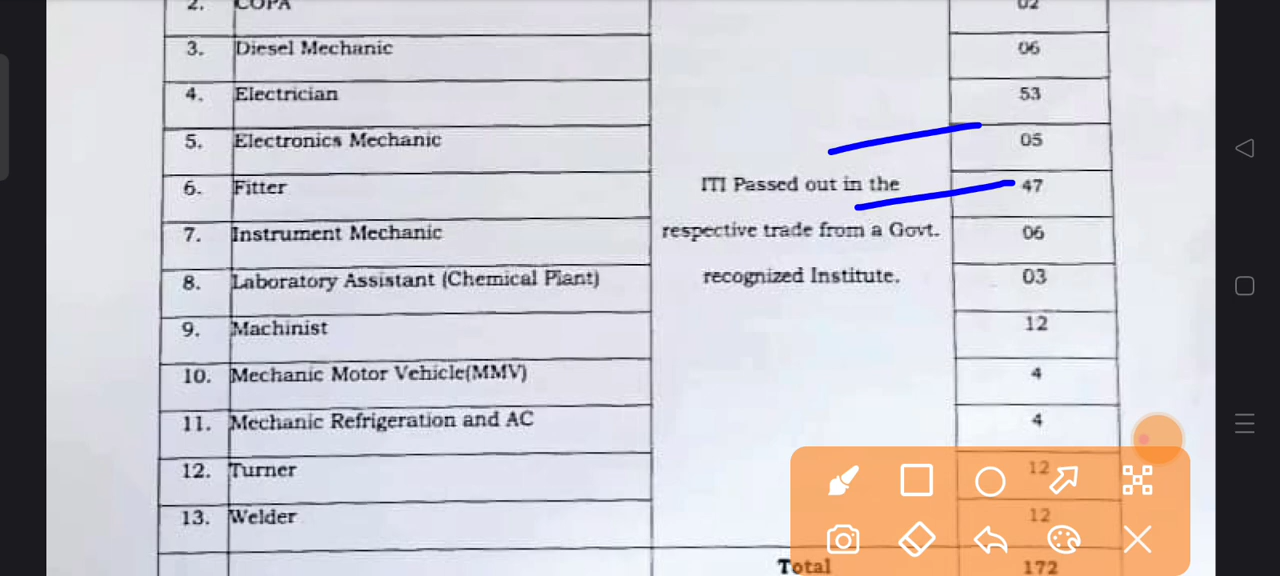 2. COPA 02
3. Diesel Mechanic 06
4. Electrician 53
5. Electronics Mechanic 05
6. Fitter ITI Passed out in the 47
7. Instrument Mechanic respective trade from a Govt. 06
8. Laboratory Assistant (Chemical Plant) recognized Institute. 03
9. Machinist 12
10. Mechanic Motor Vehicle(MMV) 4
11. Mechanic Refrigeration and AC 4
12. Turner 12
13. Welder 12
Total 172